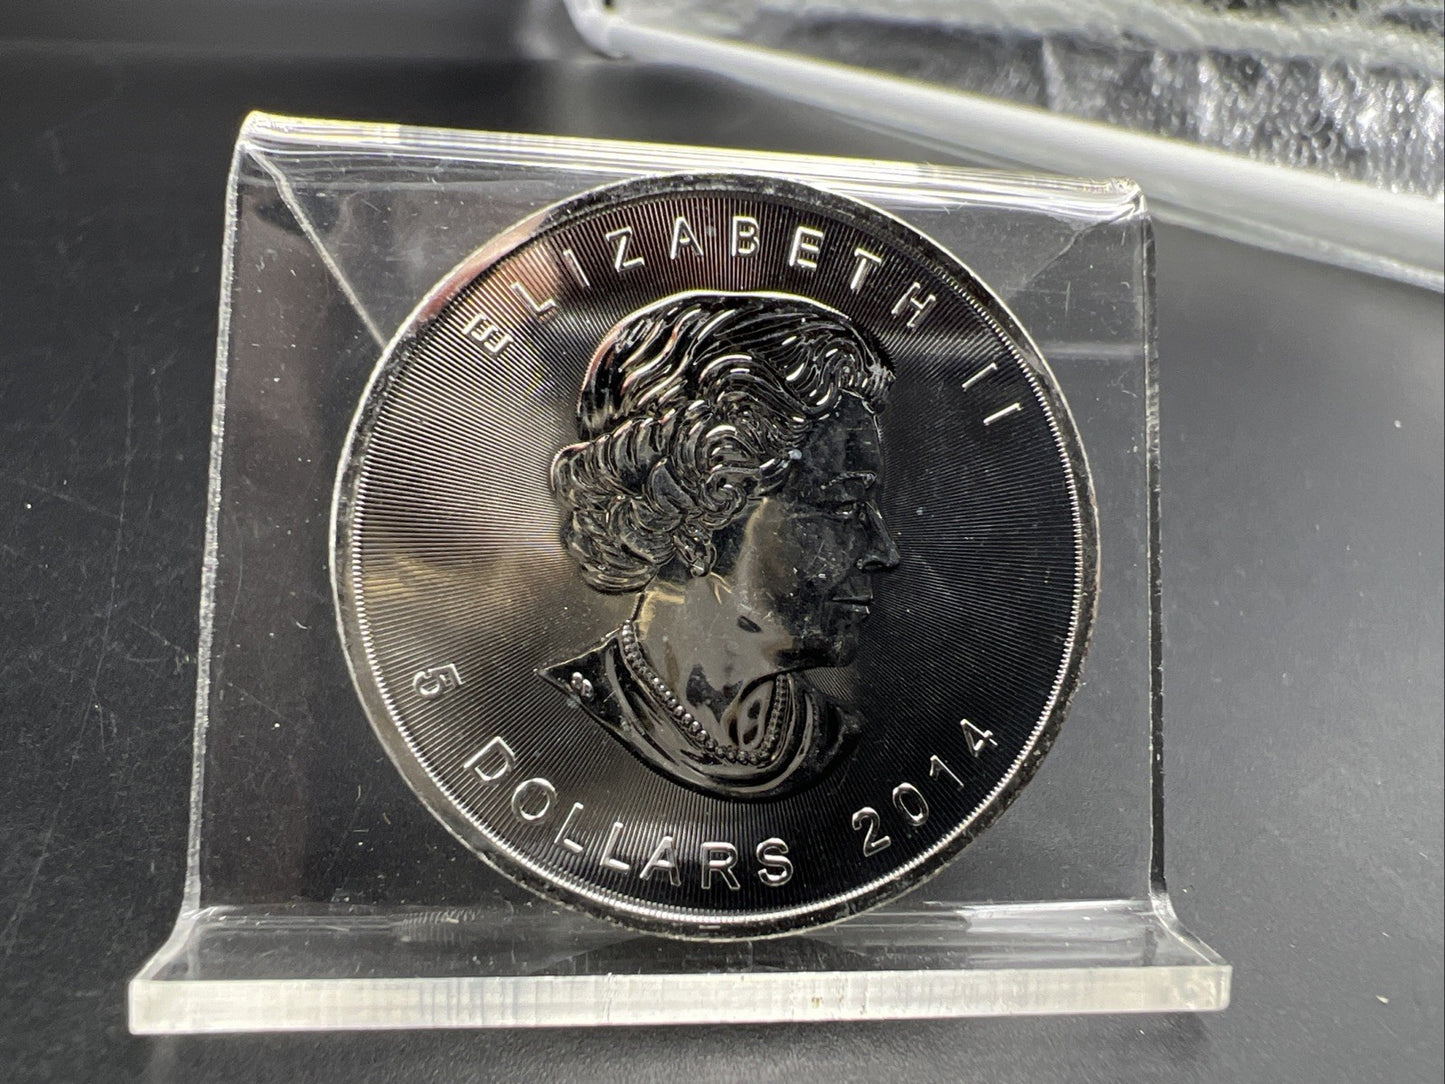 ELIZABETH II
5 DOLLARS 2014